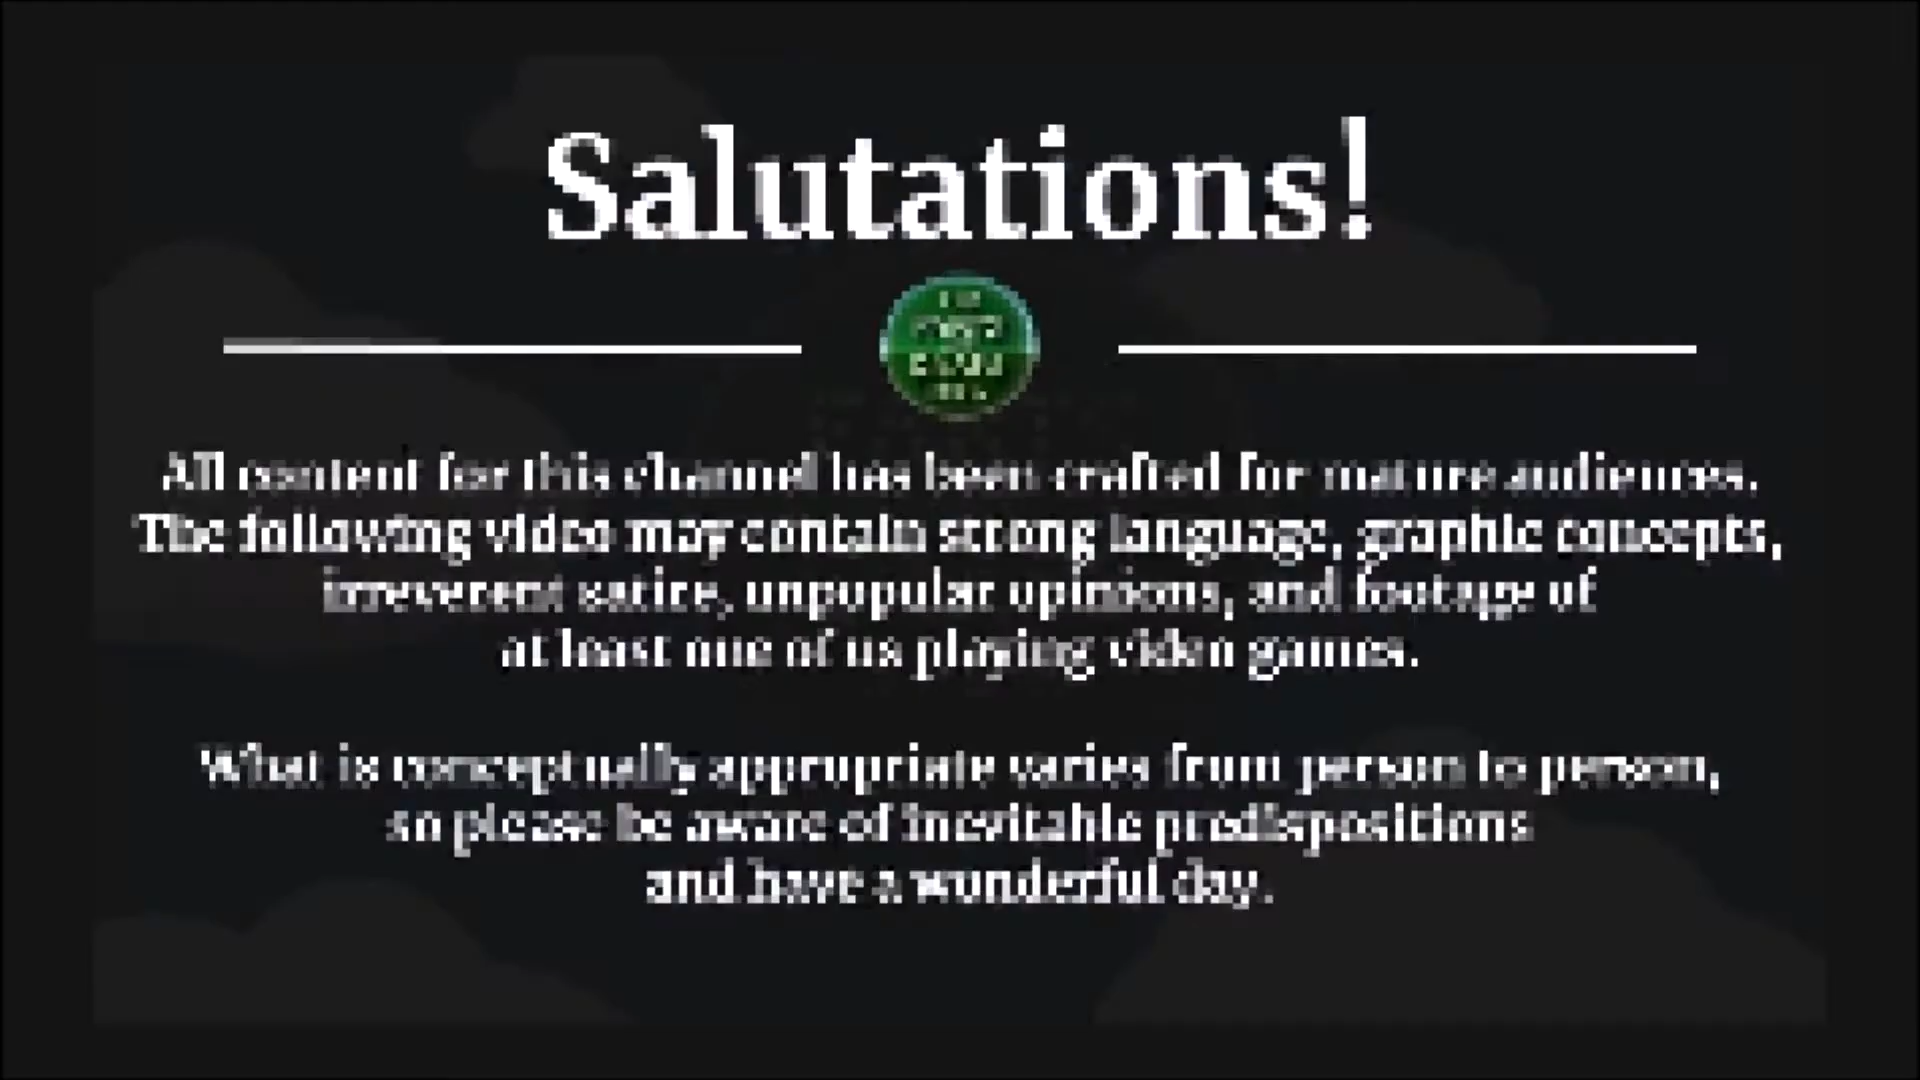 Salutations!
All content for this channel has been crafted for mature audiences.
The following video may contain strong language, graphic concepts,
irreverent satire, unpopular opinions, and footage of
at least one of us playing video games.
What is conceptually appropriate varies from person to person,
so please be aware of inevitable predispositions
and have a wonderful day.